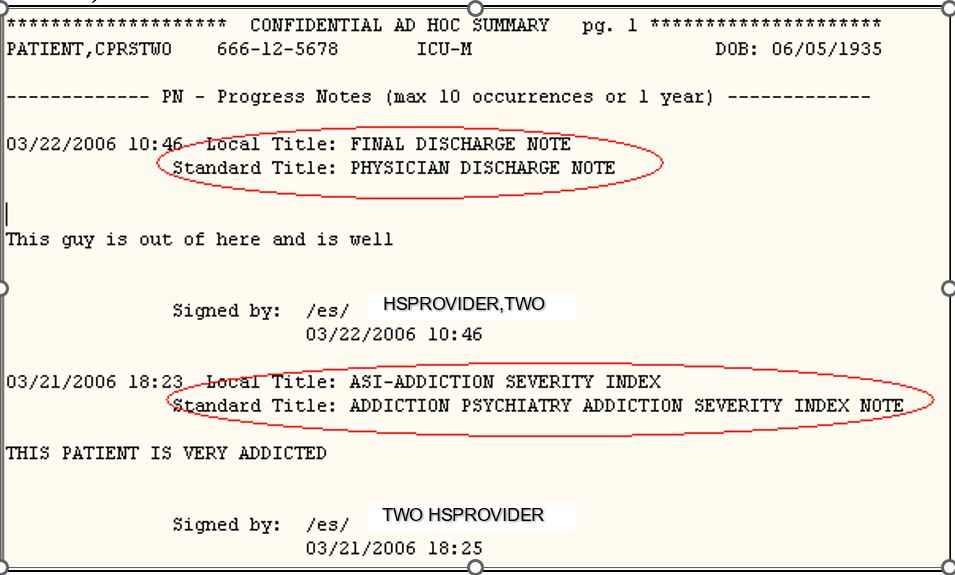 ******************** CONFIDENTIAL AD HOC SUMMARY pg. 1 *********************
PATIENT,CPRSTWO 666-12-5678 ICU-M DOB: 06/05/1935
------------- PN - Progress Notes (max 10 occurrences or 1 year) -------------
03/22/2006 10:46 Local Title: FINAL DISCHARGE NOTE
Standard Title: PHYSICIAN DISCHARGE NOTE
This guy is out of here and is well
Signed by: /es/ HSPROVIDER,TWO
03/22/2006 10:46
03/21/2006 18:23 Local Title: ASI-ADDICTION SEVERITY INDEX
Standard Title: ADDICTION PSYCHIATRY ADDICTION SEVERITY INDEX NOTE
THIS PATIENT IS VERY ADDICTED
Signed by: /es/ TWO HSPROVIDER
03/21/2006 18:25